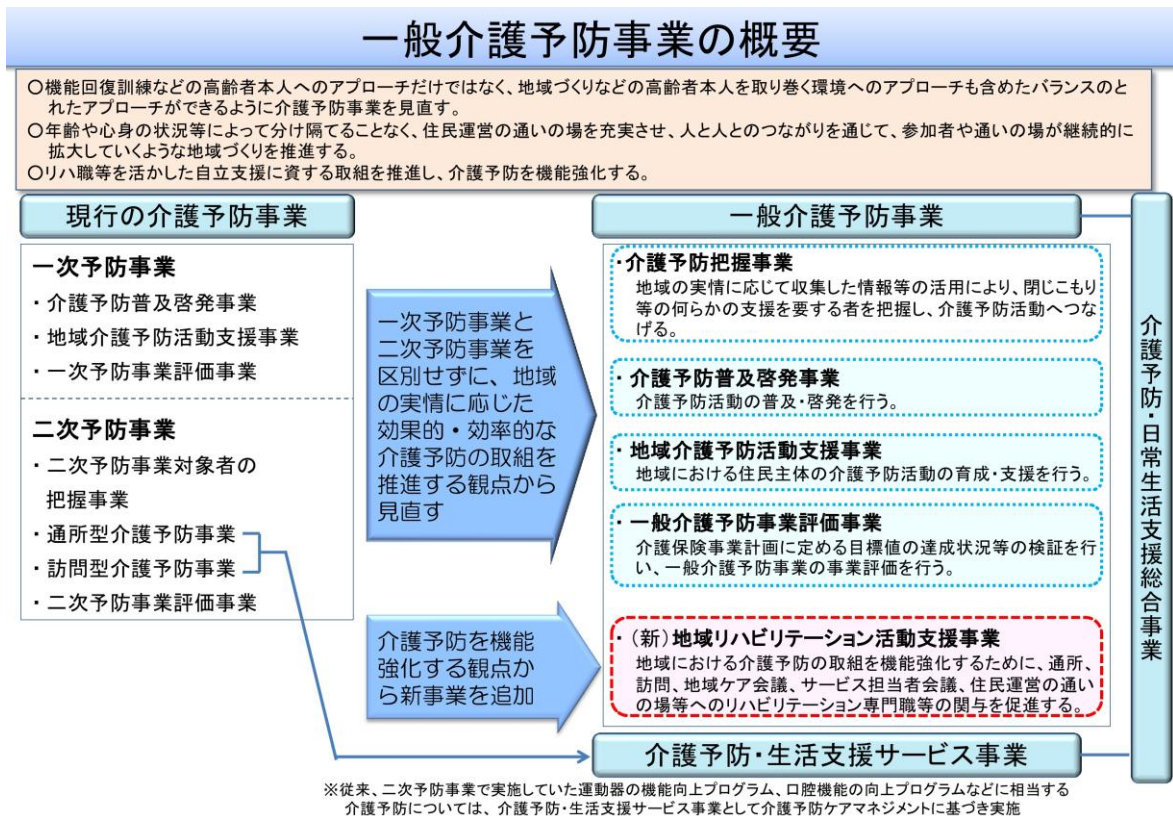 一般介護予防事業の概要
○機能回復訓練などの高齢者本人へのアプローチだけではなく、地域づくりなどの高齢者本人を取り巻く環境へのアプローチも含めたバランスのと
れたアプローチができるように介護予防事業を見直す。
○年齢や心身の状況等によって分け隔てることなく、住民運営の通いの場を充実させ、人と人とのつながりを通じて、参加者や通いの場が継続的に
拡大していくような地域づくりを推進する。
○リハ職等を活かした自立支援に資する取組を推進し、介護予防を機能強化する。
現行の介護予防事業
一次予防事業
・介護予防普及啓発事業
・地域介護予防活動支援事業
・一次予防事業評価事業
二次予防事業
・二次予防事業対象者の
把握事業
・通所型介護予防事業
・訪問型介護予防事業
・二次予防事業評価事業
一次予防事業と
二次予防事業を
区別せずに、地域
の実情に応じた
効果的・効率的な
介護予防の取組を
推進する観点から
見直す
介護予防を機能
強化する観点か
ら新事業を追加
一般介護予防事業
・介護予防把握事業
地域の実情に応じて収集した情報等の活用により、閉じこもり
等の何らかの支援を要する者を把握し、介護予防活動へつな
げる。
・介護予防普及啓発事業
介護予防活動の普及・啓発を行う。
・地域介護予防活動支援事業
地域における住民主体の介護予防活動の育成・支援を行う。
・一般介護予防事業評価事業
介護保険事業計画に定める目標値の達成状況等の検証を行
い、一般介護予防事業の事業評価を行う。
・（新）地域リハビリテーション活動支援事業
地域における介護予防の取組を機能強化するために、通所、
訪問、地域ケア会議、サービス担当者会議、住民運営の通い
の場等へのリハビリテーション専門職等の関与を促進する。
介護予防・生活支援サービス事業
介護予防・日常生活支援総合事業
※従来、二次予防事業で実施していた運動器の機能向上プログラム、口腔機能の向上プログラムなどに相当する
介護予防については、介護予防・生活支援サービス事業として介護予防ケアマネジメントに基づき実施